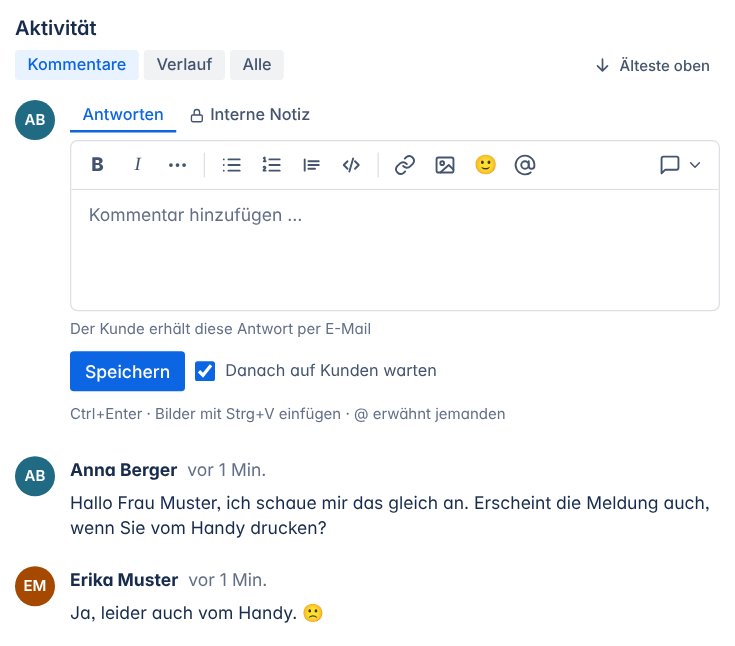 Aktivität
Kommentare Verlauf Alle ↓ Älteste oben
AB Antworten Interne Notiz
B I ••• @
Kommentar hinzufügen ...
Der Kunde erhält diese Antwort per E-Mail
Speichern Danach auf Kunden warten
Ctrl+Enter · Bilder mit Strg+V einfügen · @ erwähnt jemanden
AB Anna Berger vor 1 Min.
Hallo Frau Muster, ich schaue mir das gleich an. Erscheint die Meldung auch,
wenn Sie vom Handy drucken?
EM Erika Muster vor 1 Min.
Ja, leider auch vom Handy. 🙁